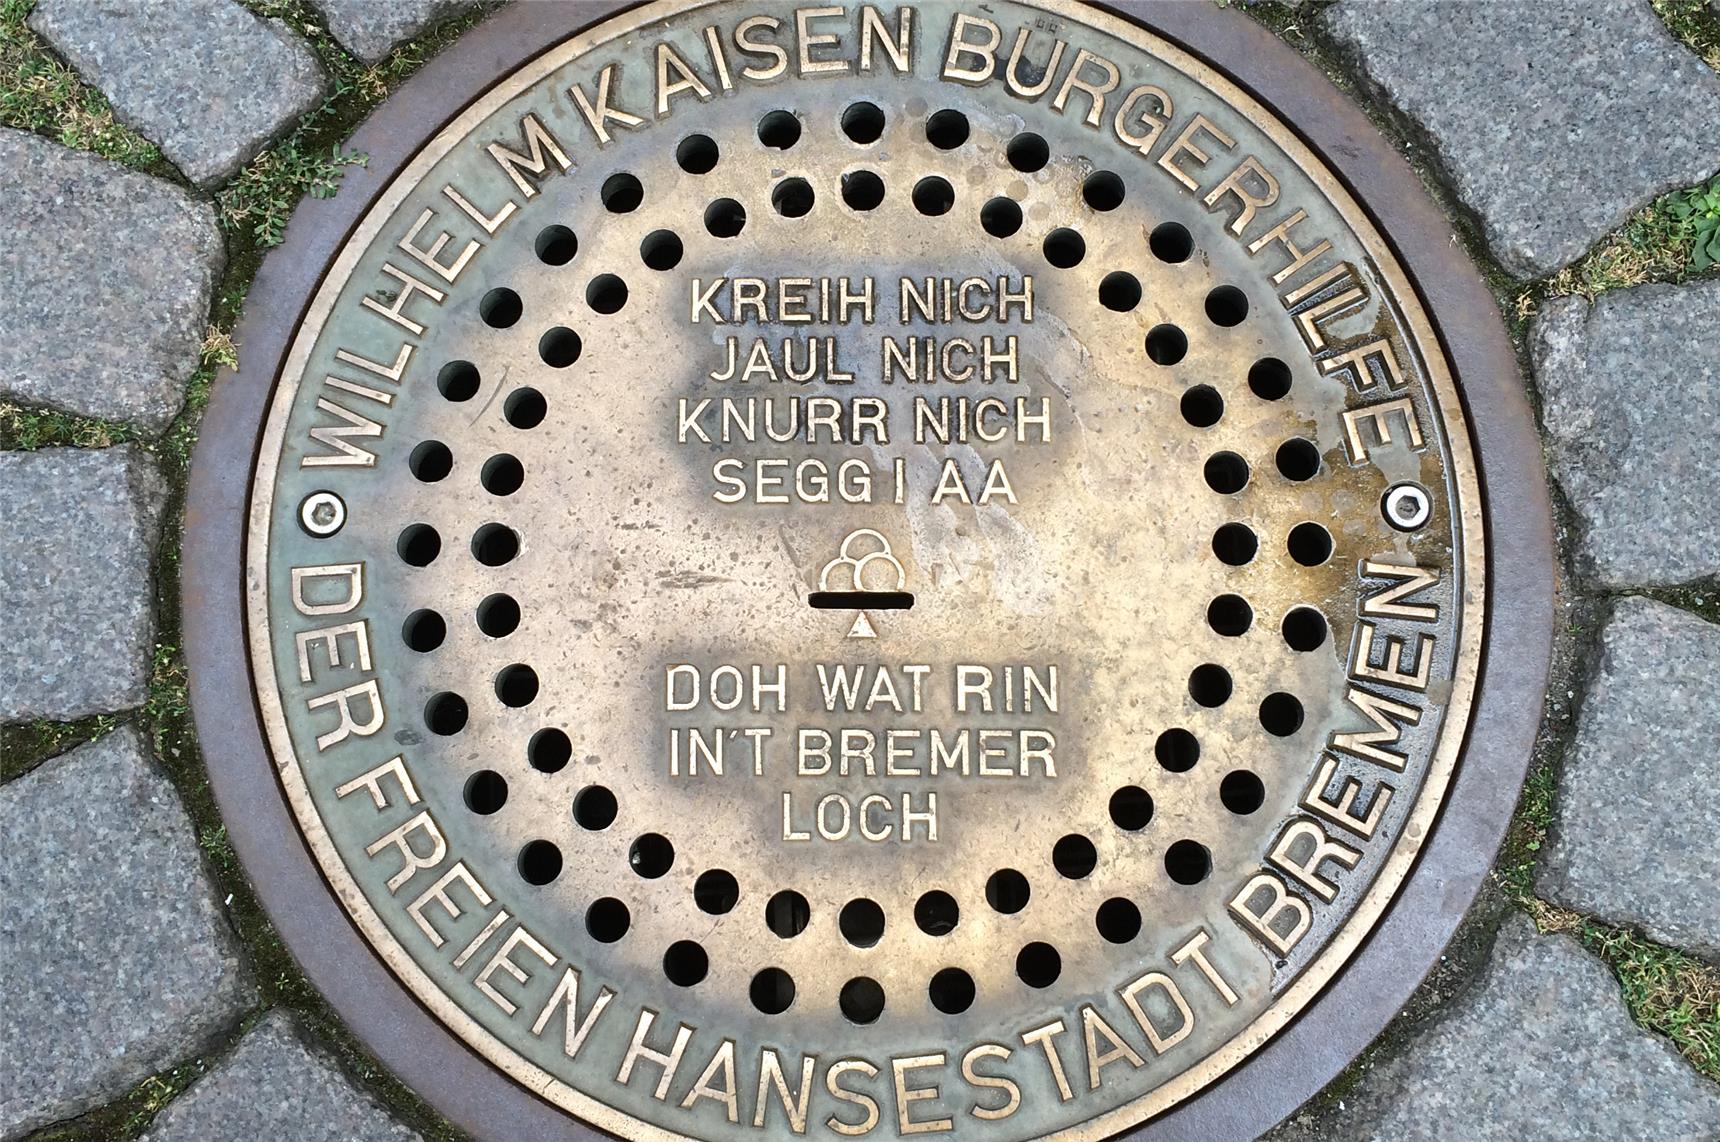 WILHELM KAISEN BÜRGERHILFE
KREIH NICH
JAUL NICH
KNURR NICH
SEGG I AA
DOH WAT RIN
IN´T BREMER
LOCH
DER FREIEN HANSESTADT BREMEN